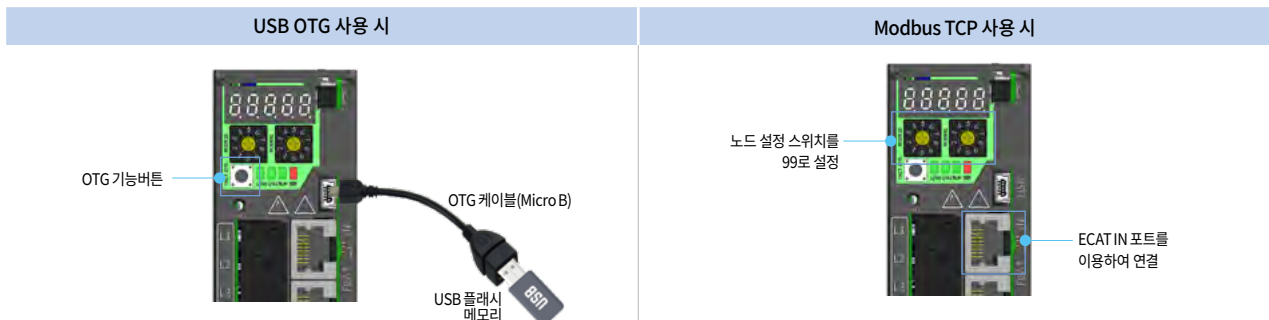 USB OTG 사용 시
Modbus TCP 사용 시
OTG 기능버튼
OTG 케이블(Micro B)
USB 플래시
메모리
USB
노드 설정 스위치를
99로 설정
ECAT IN 포트를
이용하여 연결
L1
L2